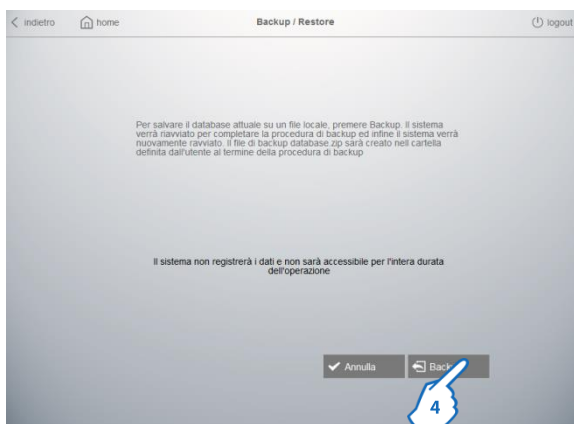 indietro home Backup / Restore logout
Per salvare il database attuale su un file locale, premere Backup. Il sistema
verrà riavviato per completare la procedura di backup ed infine il sistema verrà
nuovamente ravviato. Il file di backup database.zip sarà creato nell cartella
definita dall'utente al termine della procedura di backup
Il sistema non registrerà i dati e non sarà accessibile per l'intera durata
dell'operazione
Annulla Back
4